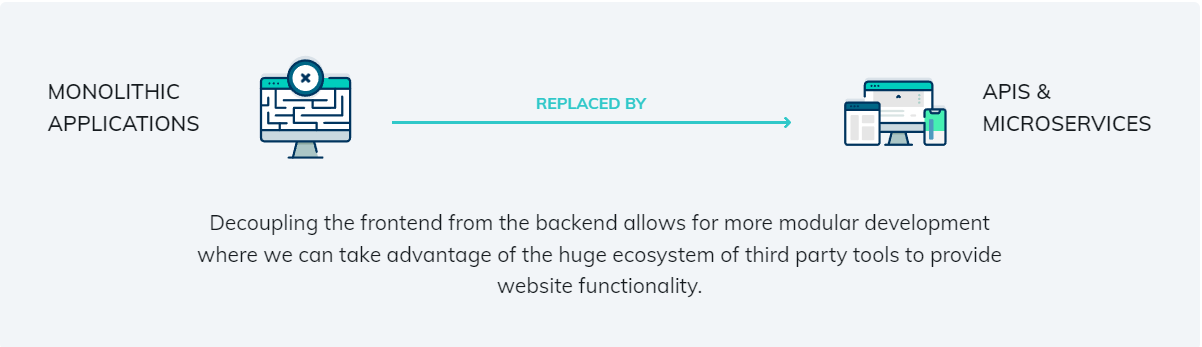 MONOLITHIC
APPLICATIONS
REPLACED BY
APIS &
MICROSERVICES
Decoupling the frontend from the backend allows for more modular development
where we can take advantage of the huge ecosystem of third party tools to provide
website functionality.